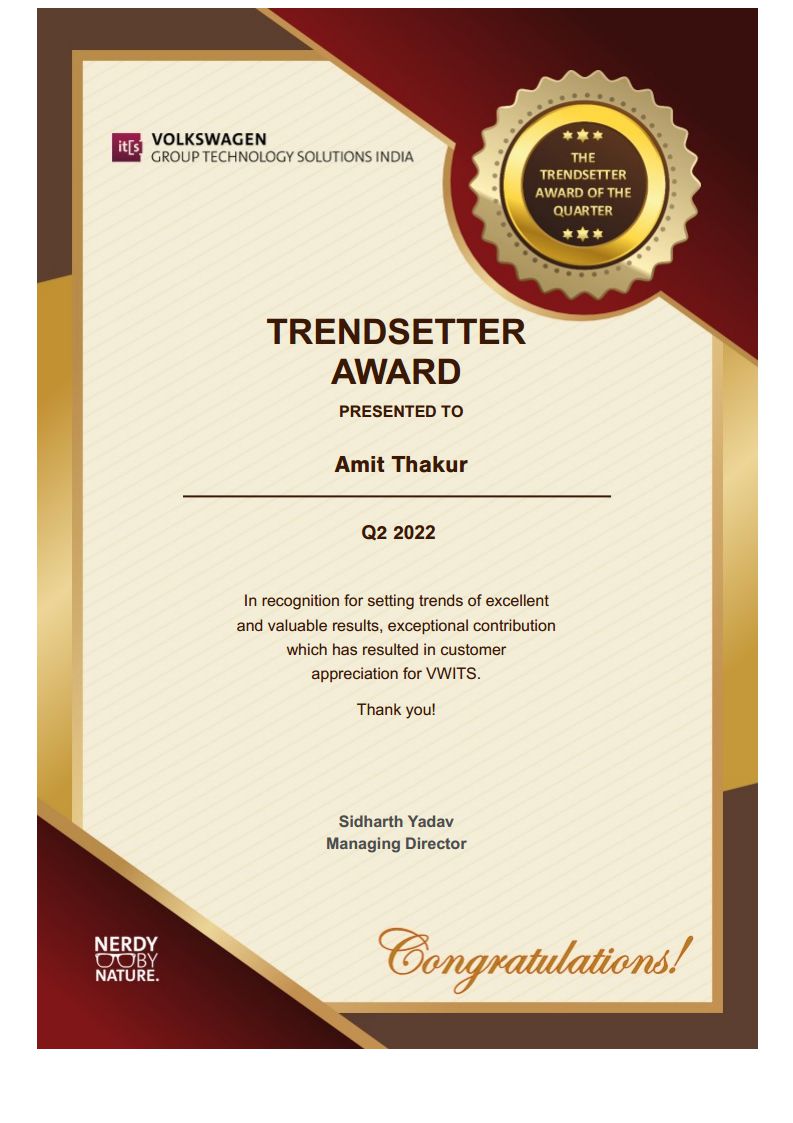 it[s
VOLKSWAGEN
GROUP TECHNOLOGY SOLUTIONS INDIA
THE
TRENDSETTER
AWARD OF THE
QUARTER
TRENDSETTER
AWARD
PRESENTED TO
Amit Thakur
Q2 2022
In recognition for setting trends of excellent
and valuable results, exceptional contribution
which has resulted in customer
appreciation for VWITS.
Thank you!
Sidharth Yadav
Managing Director
NERDY
BY
NATURE.
Congratulations!